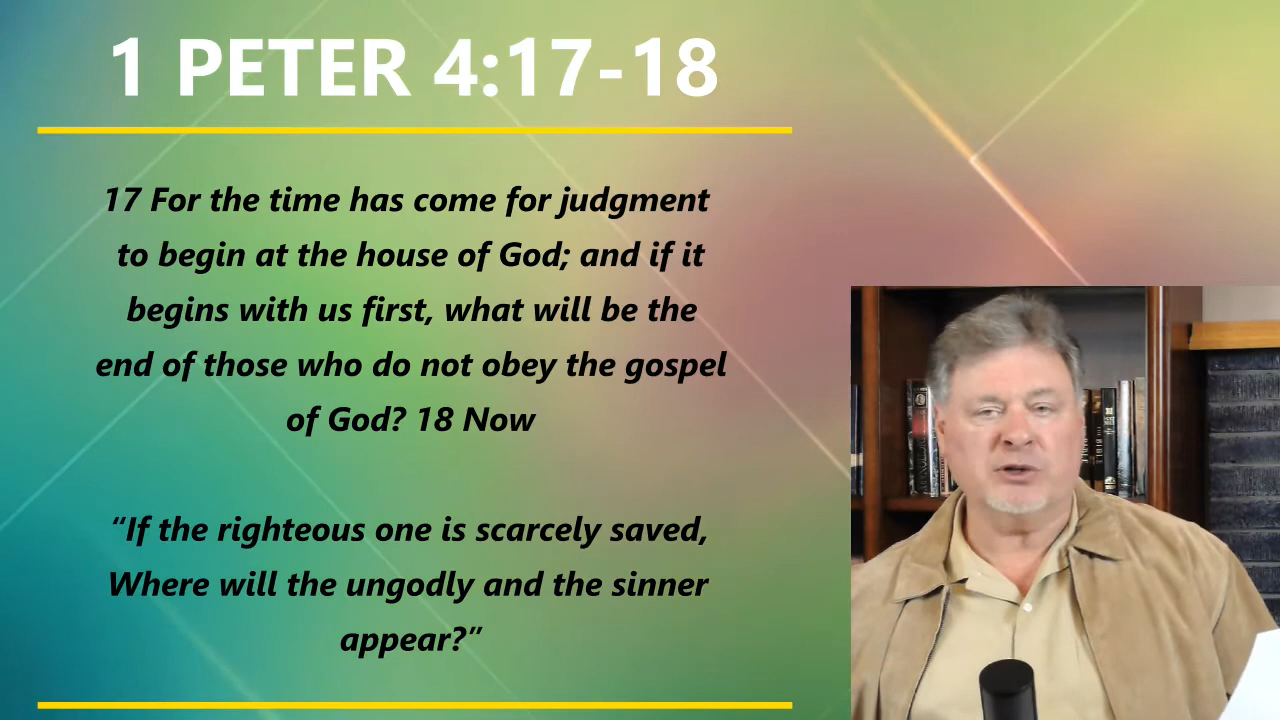 1 PETER 4:17-18
17 For the time has come for judgment
to begin at the house of God; and if it
begins with us first, what will be the
end of those who do not obey the gospel
of God? 18 Now
“If the righteous one is scarcely saved,
Where will the ungodly and the sinner
appear?”
BIBLE